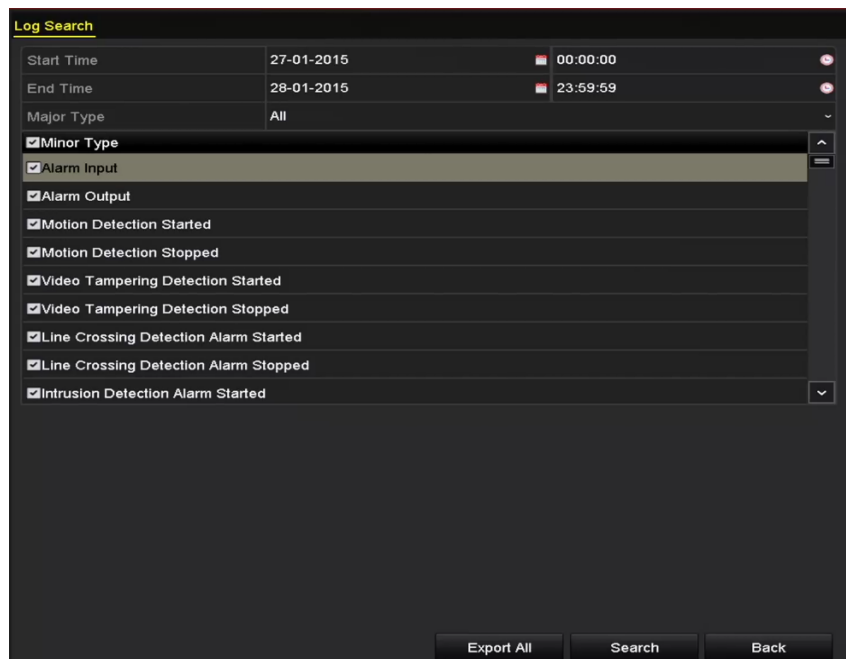 Log Search
Start Time 27-01-2015 00:00:00
End Time 28-01-2015 23:59:59
Major Type All
Minor Type
Alarm Input
Alarm Output
Motion Detection Started
Motion Detection Stopped
Video Tampering Detection Started
Video Tampering Detection Stopped
Line Crossing Detection Alarm Started
Line Crossing Detection Alarm Stopped
Intrusion Detection Alarm Started
Export All Search Back